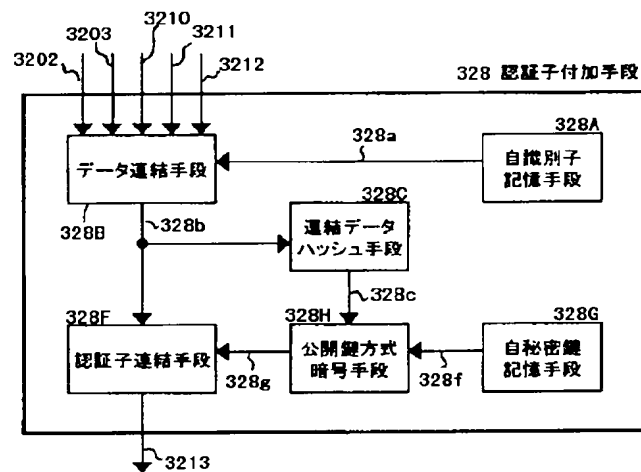 3210
3203
3211
3202
3212
328 認証子付加手段
328a
328A
データ連結手段
自識別子
記憶手段
328B
328b
328C
連結データ
ハッシュ手段
328c
328F
328H
328G
認証子連結手段
公開鍵方式
暗号手段
自秘密鍵
記憶手段
328g
328f
3213